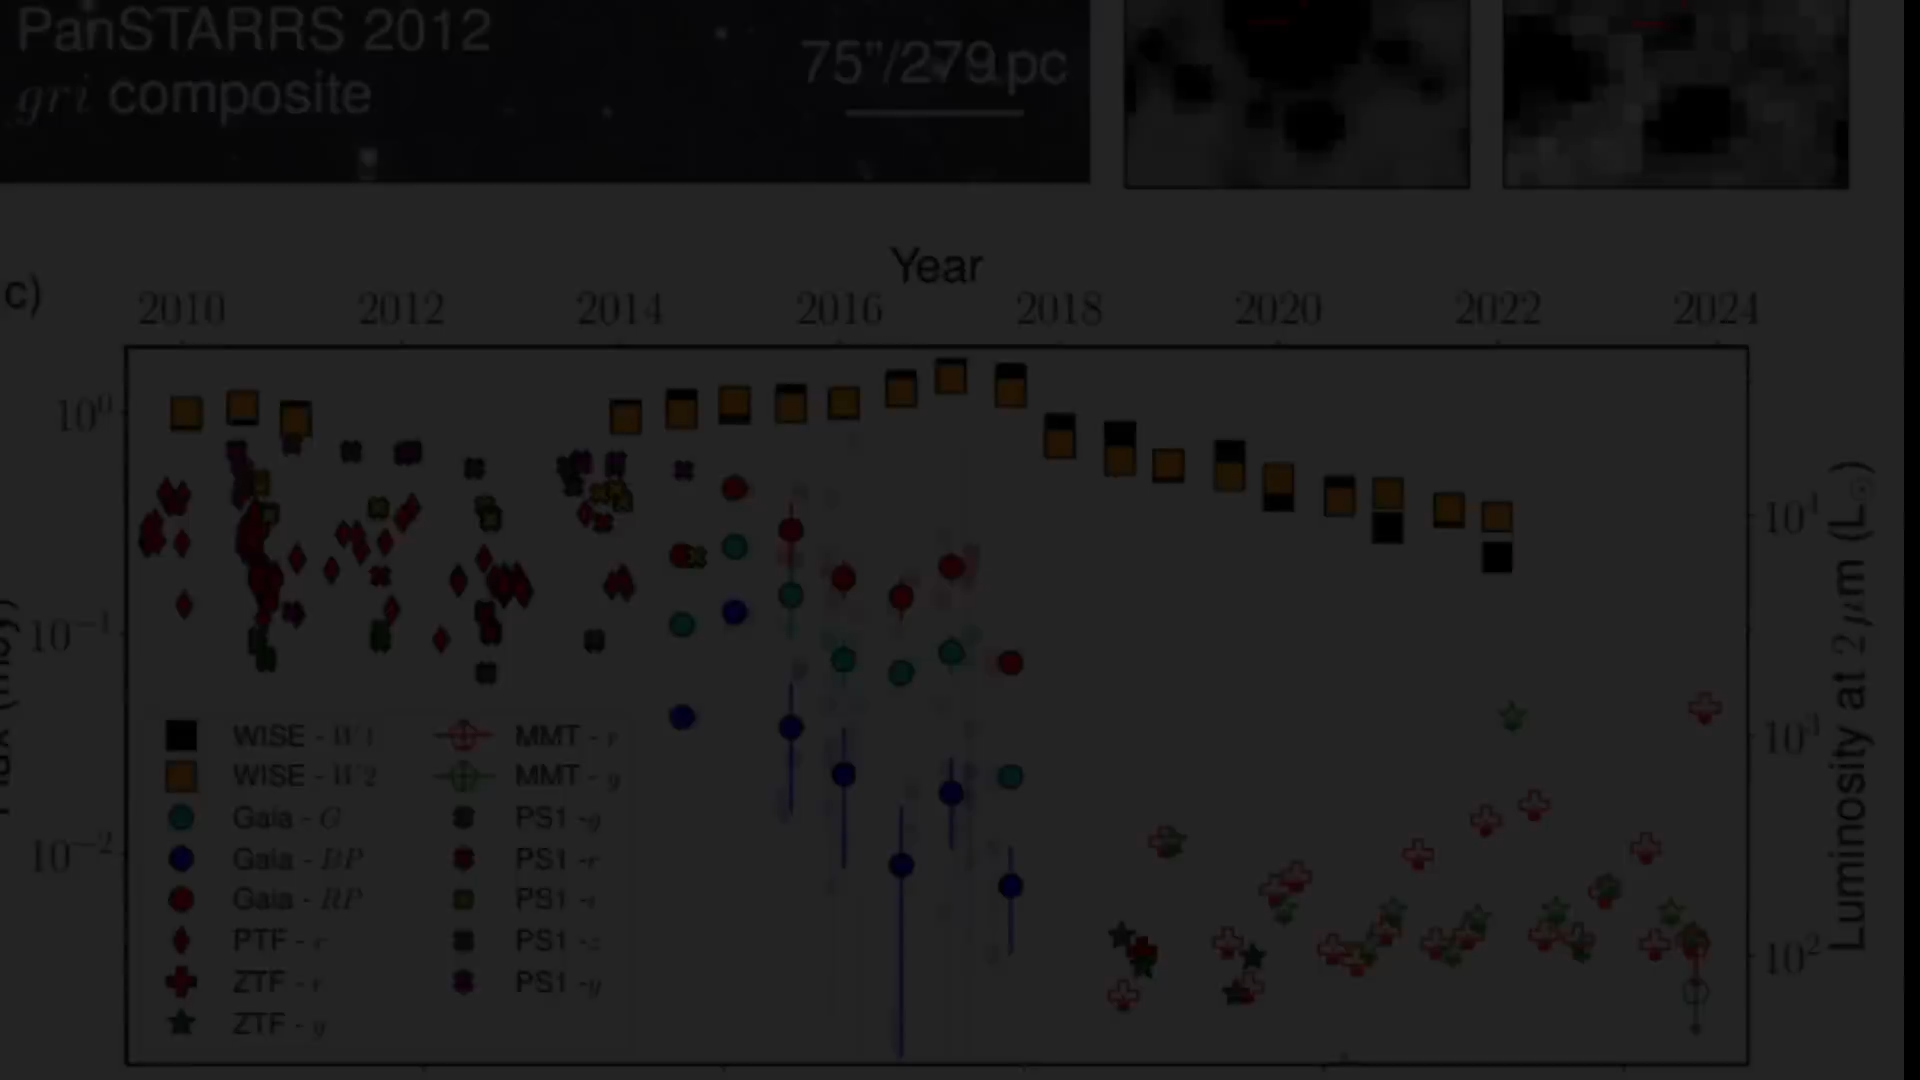 PanSTARRS 2012
gri composite
75”/279 pc
c)
Year
2010 2012 2014 2016 2018 2020 2022 2024
10⁰
10⁻¹
10⁻²
10⁴
10³
10²
Luminosity at 2 μm (L☉)
WISE - W1
WISE - W2
Gaia - G
Gaia - BP
Gaia - RP
PTF - r
ZTF - r
ZTF - g
MMT - r
MMT - g
PS1 -g
PS1 -r
PS1 -i
PS1 -z
PS1 -y